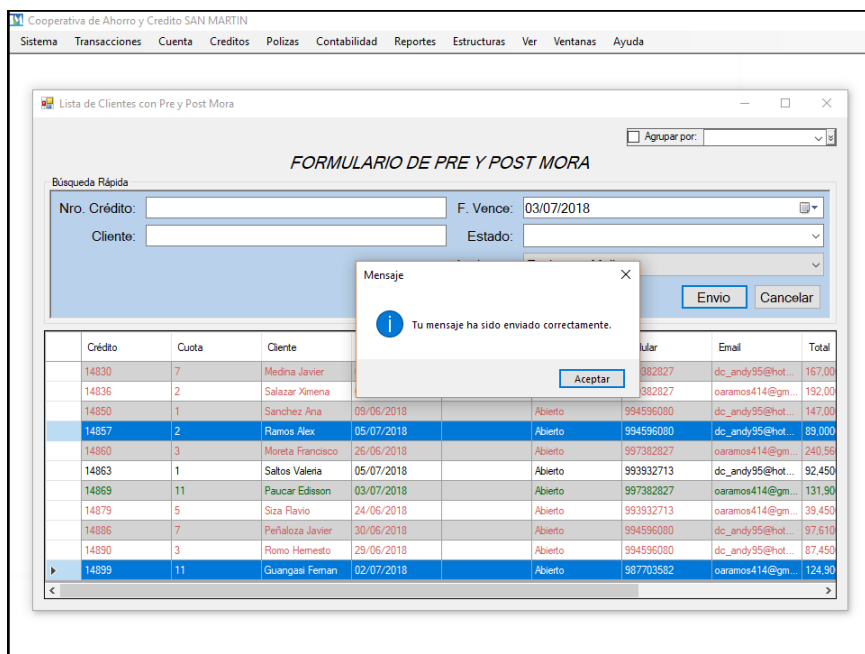 Cooperativa de Ahorro y Credito SAN MARTIN
Sistema Transacciones Cuenta Creditos Polizas Contabilidad Reportes Estructuras Ver Ventanas Ayuda
Lista de Clientes con Pre y Post Mora
Agrupar por:
FORMULARIO DE PRE Y POST MORA
Búsqueda Rápida
Nro. Crédito: F. Vence: 03/07/2018
Cliente: Estado:
Mensaje
Tu mensaje ha sido enviado correctamente.
Aceptar
Envio Cancelar
Crédito Cuota Cliente Email Total
14830 7 Medina Javier 382827 dc_andy95@hot... 167,00
14836 2 Salazar Ximena 382827 oaramos414@gm... 192,00
14850 1 Sanchez Ana 09/06/2018 Abierto 994596080 dc_andy95@hot... 147,00
14857 2 Ramos Alex 05/07/2018 Abierto 994596080 dc_andy95@hot... 89,000
14860 3 Moreta Francisco 26/06/2018 Abierto 997382827 oaramos414@gm... 240,56
14863 1 Saltos Valeria 05/07/2018 Abierto 993932713 dc_andy95@hot... 92,450
14869 11 Paucar Edisson 03/07/2018 Abierto 997382827 oaramos414@gm... 131,90
14879 5 Siza Flavio 24/06/2018 Abierto 993932713 oaramos414@gm... 39,450
14886 7 Peñaloza Javier 30/06/2018 Abierto 994596080 dc_andy95@hot... 97,610
14890 3 Romo Hernesto 29/06/2018 Abierto 994596080 dc_andy95@hot... 87,450
14899 11 Guangasi Fernan 02/07/2018 Abierto 987703582 oaramos414@gm... 124,90